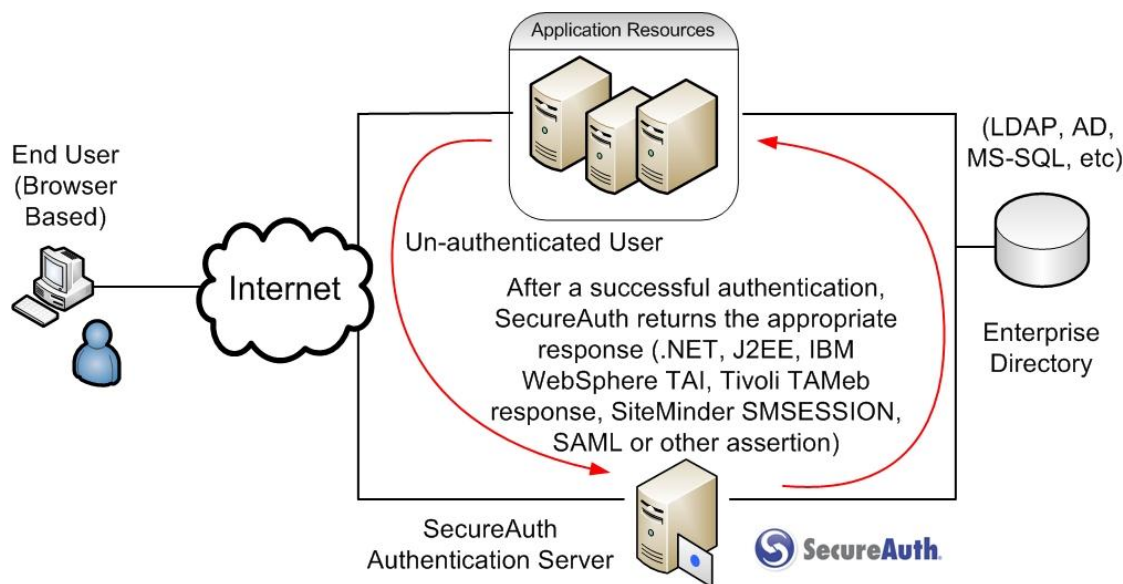 Application Resources
End User
(Browser
Based)
Internet
Un-authenticated User
(LDAP, AD,
MS-SQL, etc)
Enterprise
Directory
After a successful authentication,
SecureAuth returns the appropriate
response (.NET, J2EE, IBM
WebSphere TAI, Tivoli TAMeb
response, SiteMinder SMSESSION,
SAML or other assertion)
SecureAuth
Authentication Server
SecureAuth